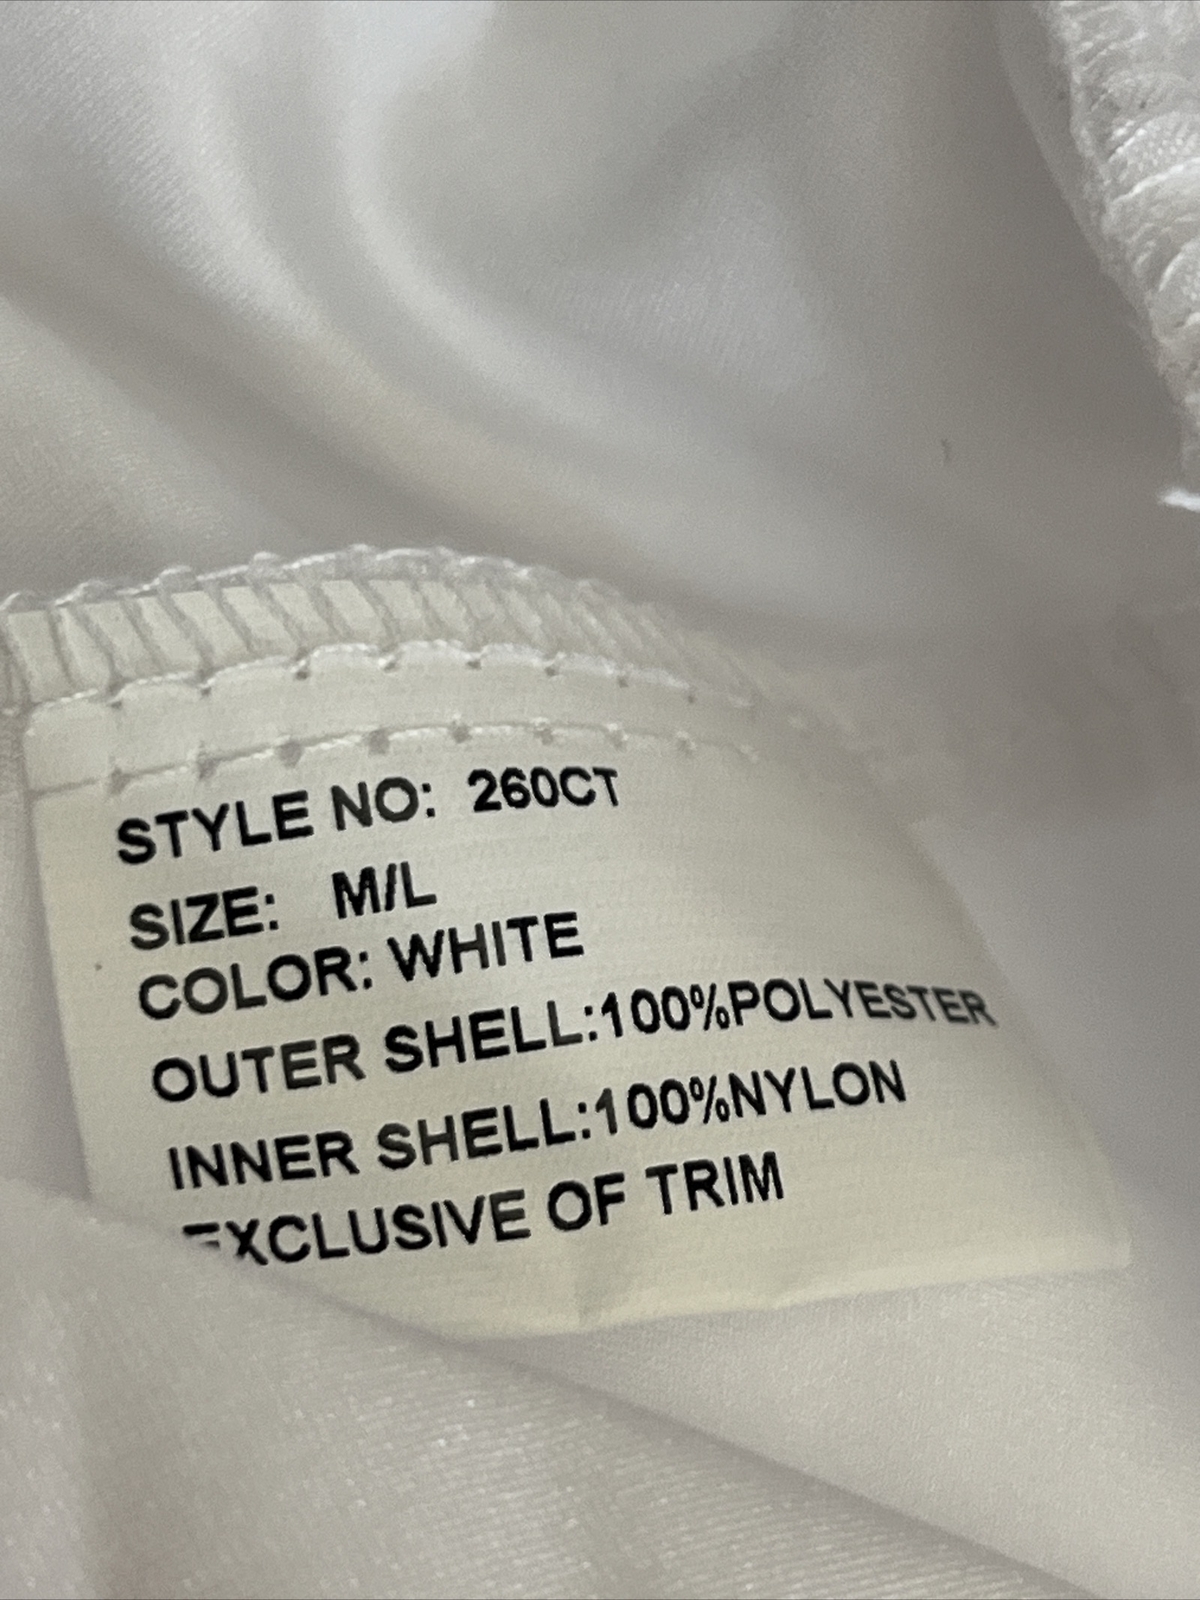 STYLE NO: 260CT
SIZE: M/L
COLOR: WHITE
OUTER SHELL:100%POLYESTER
INNER SHELL:100%NYLON
EXCLUSIVE OF TRIM